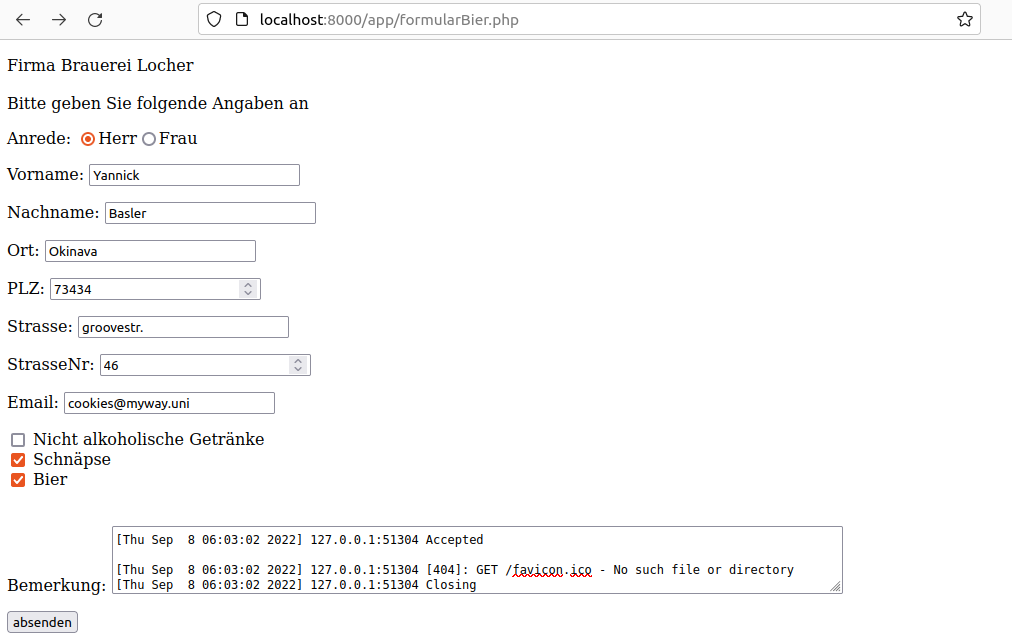 localhost:8000/app/formularBier.php
Firma Brauerei Locher
Bitte geben Sie folgende Angaben an
Anrede: Herr Frau
Vorname: Yannick
Nachname: Basler
Ort: Okinava
PLZ: 73434
Strasse: groovestr.
StrasseNr: 46
Email: cookies@myway.uni
Nicht alkoholische Getränke
Schnäpse
Bier
[Thu Sep  8 06:03:02 2022] 127.0.0.1:51304 Accepted
[Thu Sep  8 06:03:02 2022] 127.0.0.1:51304 [404]: GET /favicon.ico - No such file or directory
Bemerkung: [Thu Sep  8 06:03:02 2022] 127.0.0.1:51304 Closing
absenden